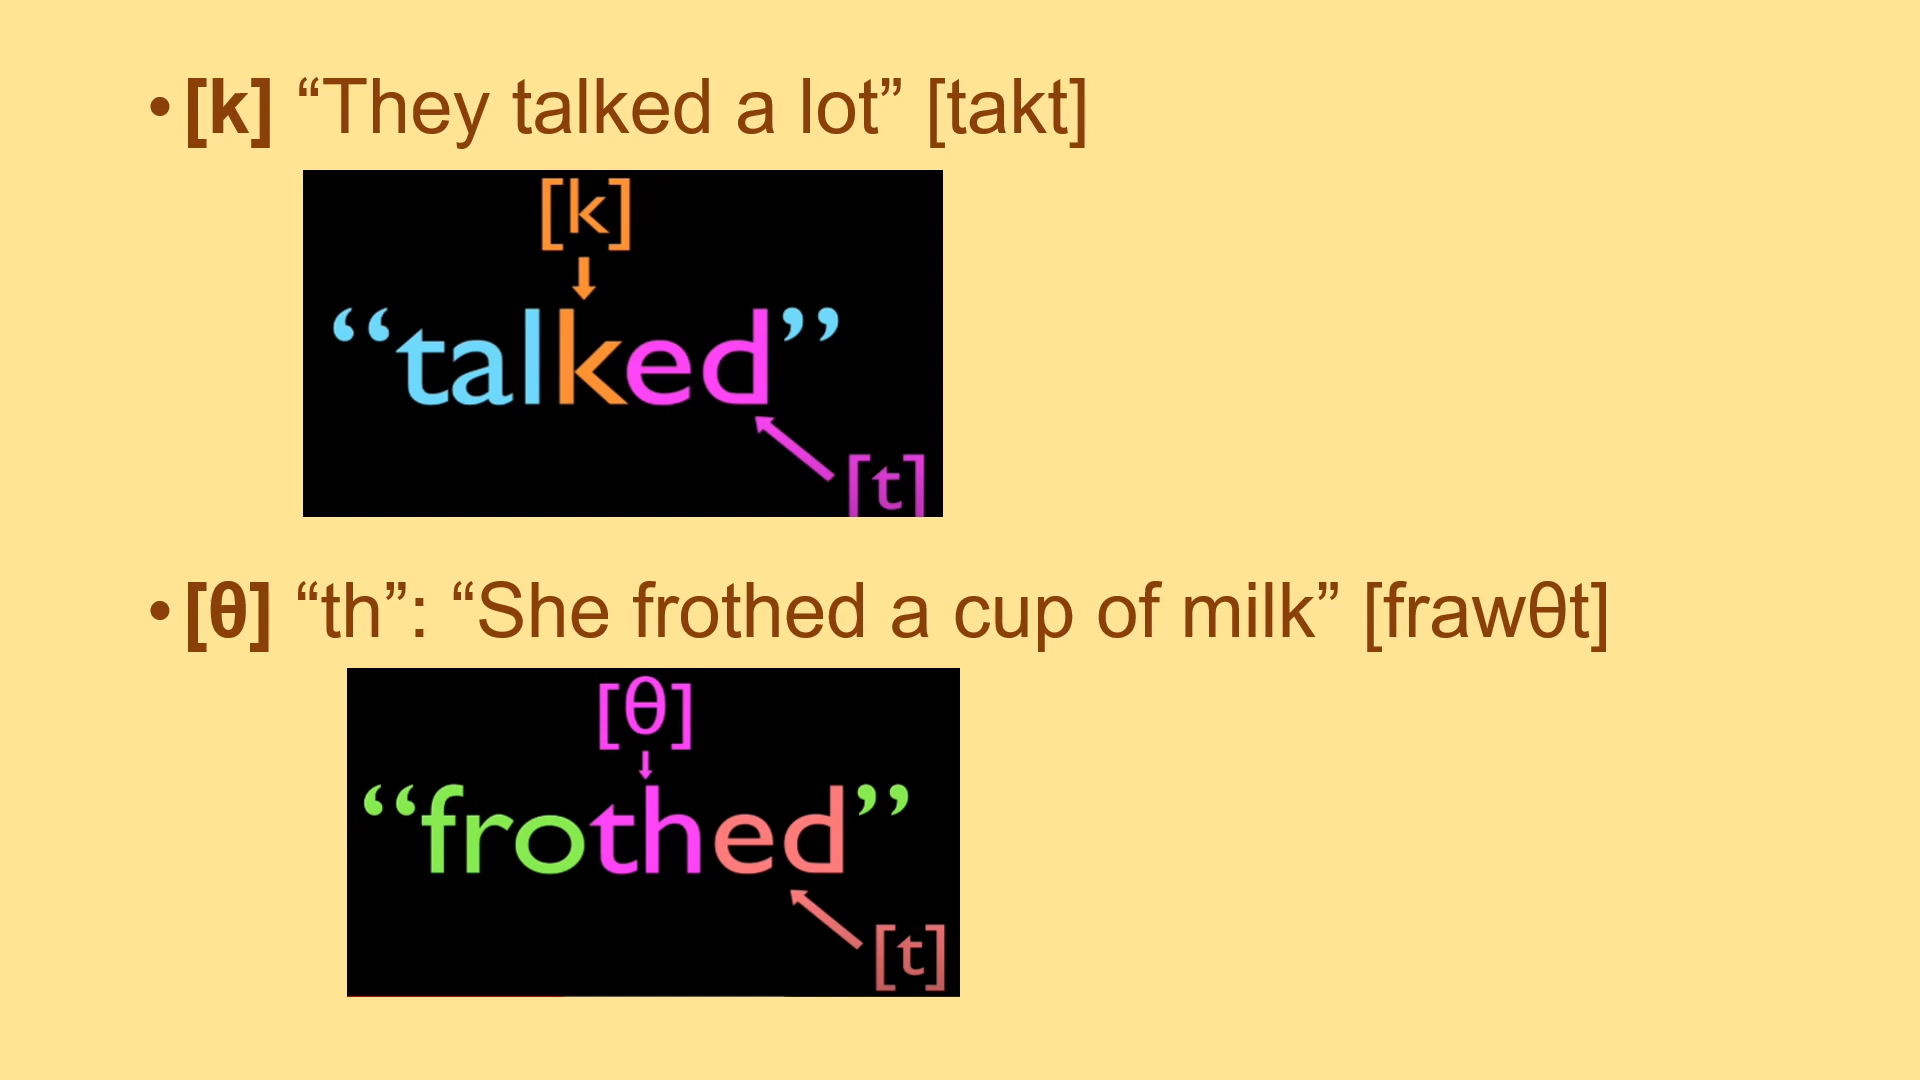 • [k] “They talked a lot” [takt]
[k]
“talked”
[t]
• [θ] “th”: “She frothed a cup of milk” [frawθt]
[θ]
“frothed”
[t]